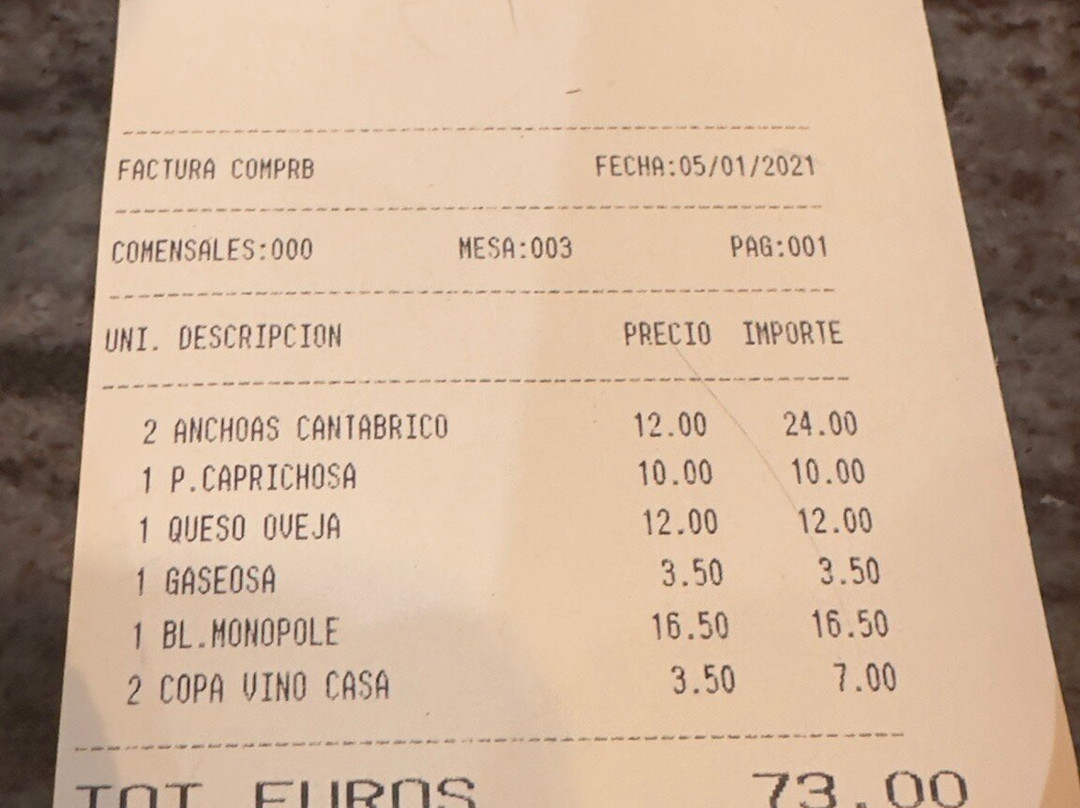 FACTURA COMPRB FECHA:05/01/2021
COMENSALES:000 MESA:003 PAG:001
UNI. DESCRIPCION PRECIO IMPORTE
2 ANCHOAS CANTABRICO 12.00 24.00
1 P.CAPRICHOSA 10.00 10.00
1 QUESO OVEJA 12.00 12.00
1 GASEOSA 3.50 3.50
1 BL.MONOPOLE 16.50 16.50
2 COPA VINO CASA 3.50 7.00
TOT EUROS 73.00